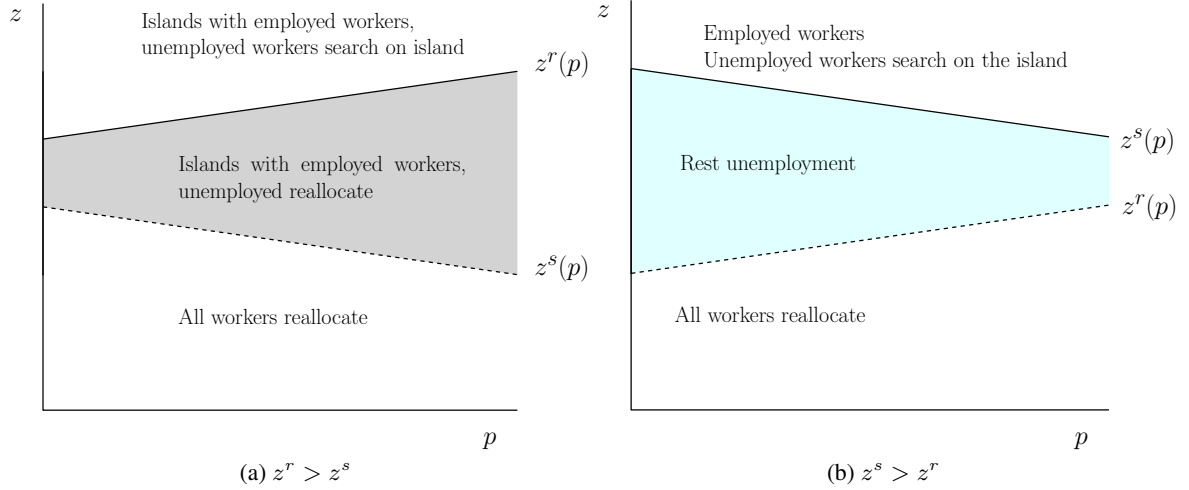 z
Islands with employed workers,
unemployed workers search on island
z^r(p)
Islands with employed workers,
unemployed reallocate
z^s(p)
All workers reallocate
p
(a) z^r > z^s
z
Employed workers
Unemployed workers search on the island
z^s(p)
Rest unemployment
z^r(p)
All workers reallocate
p
(b) z^s > z^r